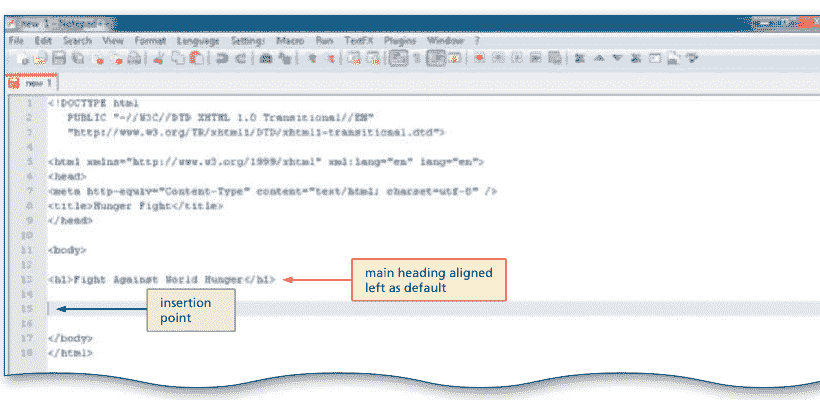 new 1 - Notepad++
File Edit Search View Format Language Settings Macro Run TextFX Plugins Window ?
new 1
1 <!DOCTYPE html
2 PUBLIC "-//W3C//DTD XHTML 1.0 Transitional//EN"
3 "http://www.w3.org/TR/xhtml1/DTD/xhtml1-transitional.dtd">
4
5 <html xmlns="http://www.w3.org/1999/xhtml" xml:lang="en" lang="en">
6 <head>
7 <meta http-equiv="Content-Type" content="text/html; charset=utf-8" />
8 <title>Hunger Fight</title>
9 </head>
10
11 <body>
12
13 <h1>Fight Against World Hunger</h1>
main heading aligned
left as default
14
insertion
point
15
16
17 </body>
18 </html>